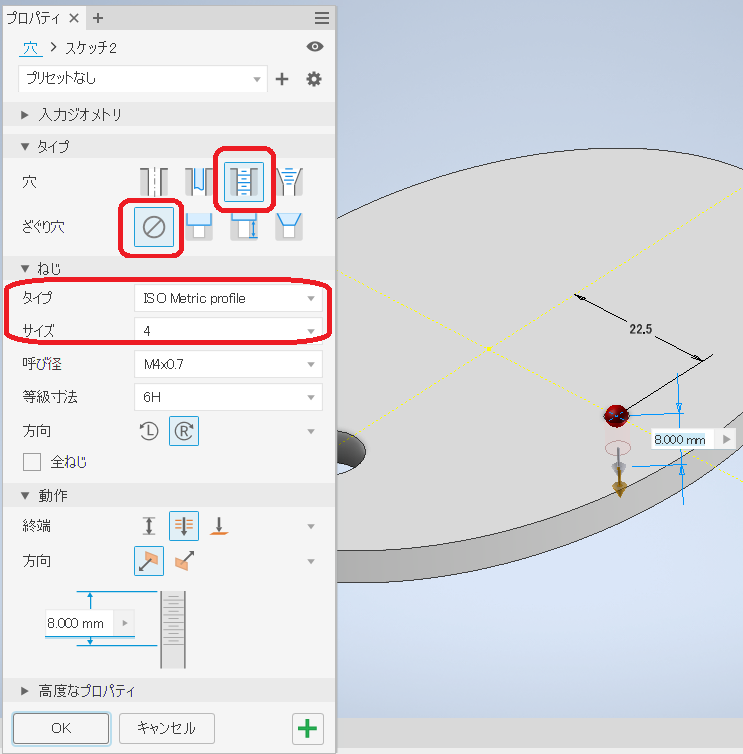 プロパティ × +
穴 > スケッチ2
プリセットなし
入力ジオメトリ
タイプ
穴
ざぐり穴
ねじ
タイプ ISO Metric profile
サイズ 4
呼び径 M4x0.7
等級寸法 6H
方向 L R
全ねじ
動作
終端
方向
8.000 mm
高度なプロパティ
OK キャンセル
22.5
8.000 mm